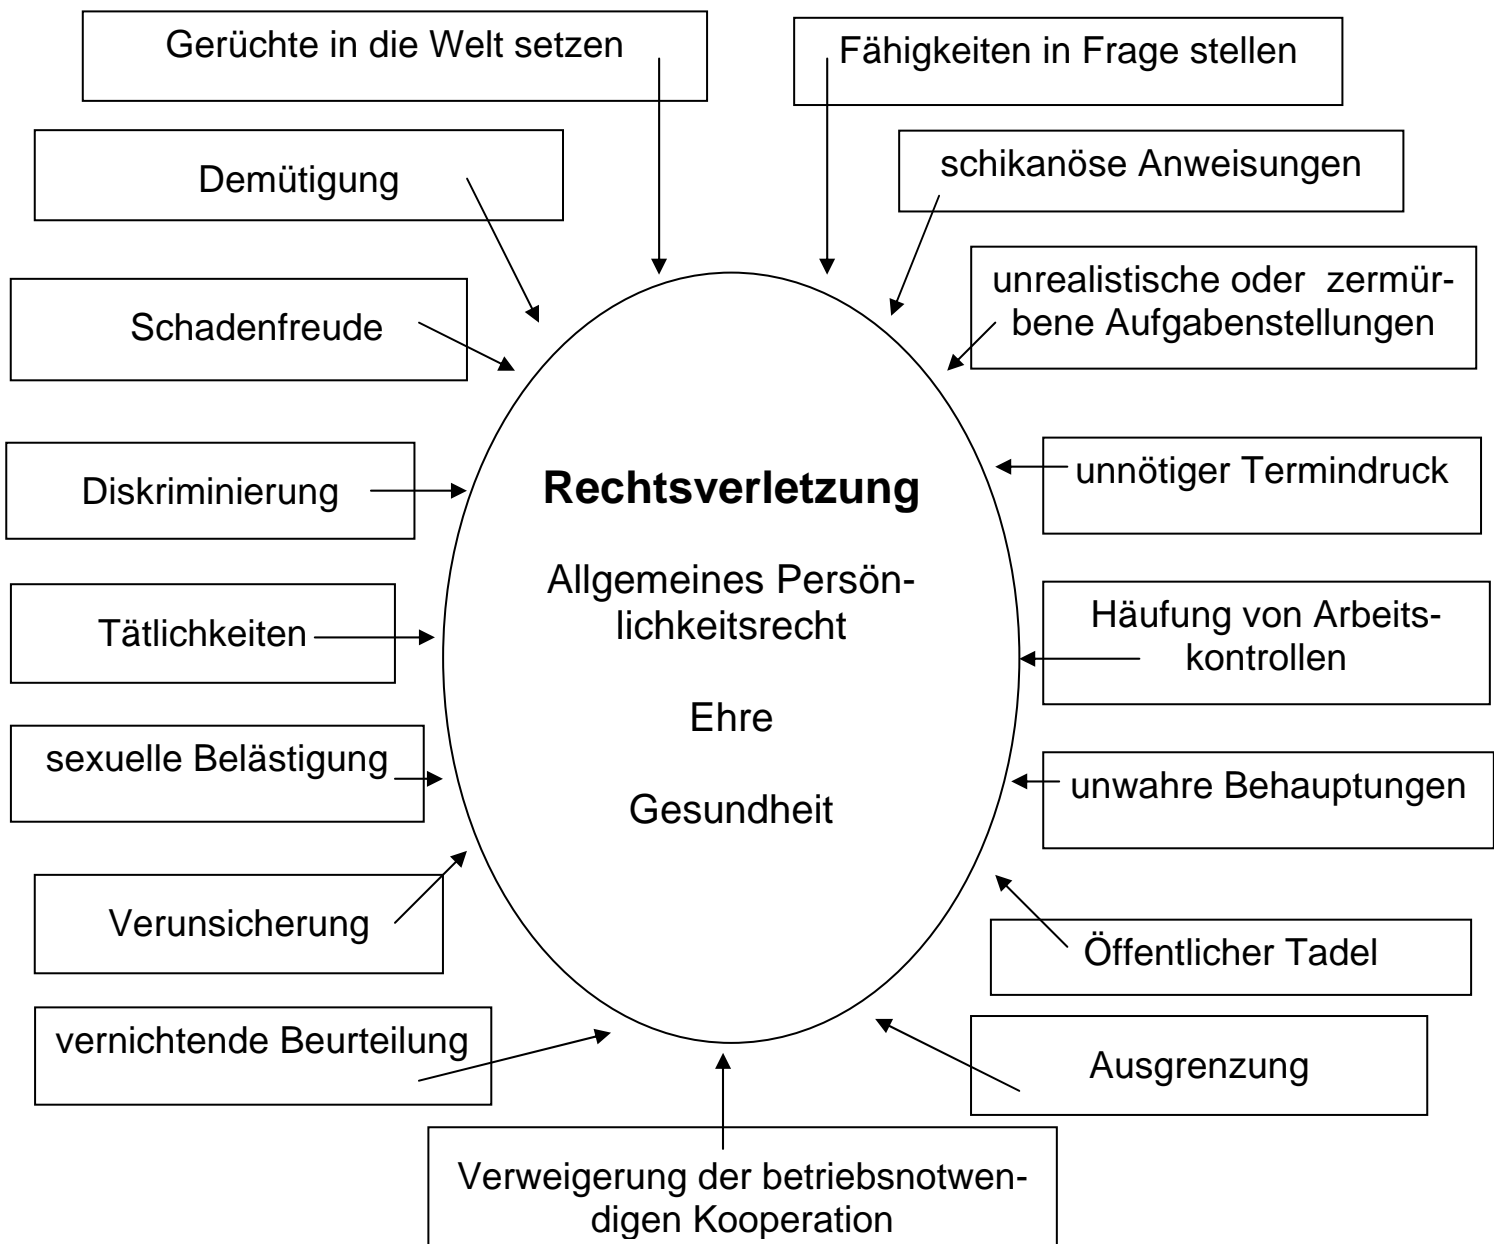 Gerüchte in die Welt setzen
Fähigkeiten in Frage stellen
Demütigung
schikanöse Anweisungen
Schadenfreude
unrealistische oder zermür-
bene Aufgabenstellungen
Diskriminierung
Rechtsverletzung
Allgemeines Persön-
lichkeitsrecht
Ehre
Gesundheit
unnötiger Termindruck
Tätlichkeiten
Häufung von Arbeits-
kontrollen
sexuelle Belästigung
unwahre Behauptungen
Verunsicherung
Öffentlicher Tadel
vernichtende Beurteilung
Ausgrenzung
Verweigerung der betriebsnotwen-
digen Kooperation